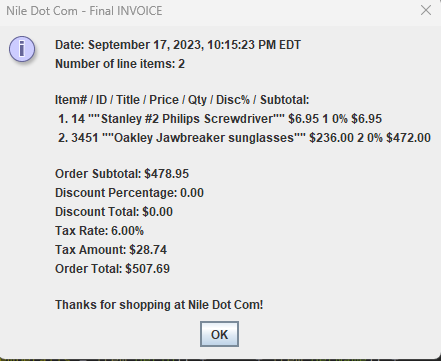 Nile Dot Com - Final INVOICE
Date: September 17, 2023, 10:15:23 PM EDT
Number of line items: 2
Item# / ID / Title / Price / Qty / Disc% / Subtotal:
1. 14 ""Stanley #2 Philips Screwdriver"" $6.95 1 0% $6.95
2. 3451 ""Oakley Jawbreaker sunglasses"" $236.00 2 0% $472.00
Order Subtotal: $478.95
Discount Percentage: 0.00
Discount Total: $0.00
Tax Rate: 6.00%
Tax Amount: $28.74
Order Total: $507.69
Thanks for shopping at Nile Dot Com!
OK